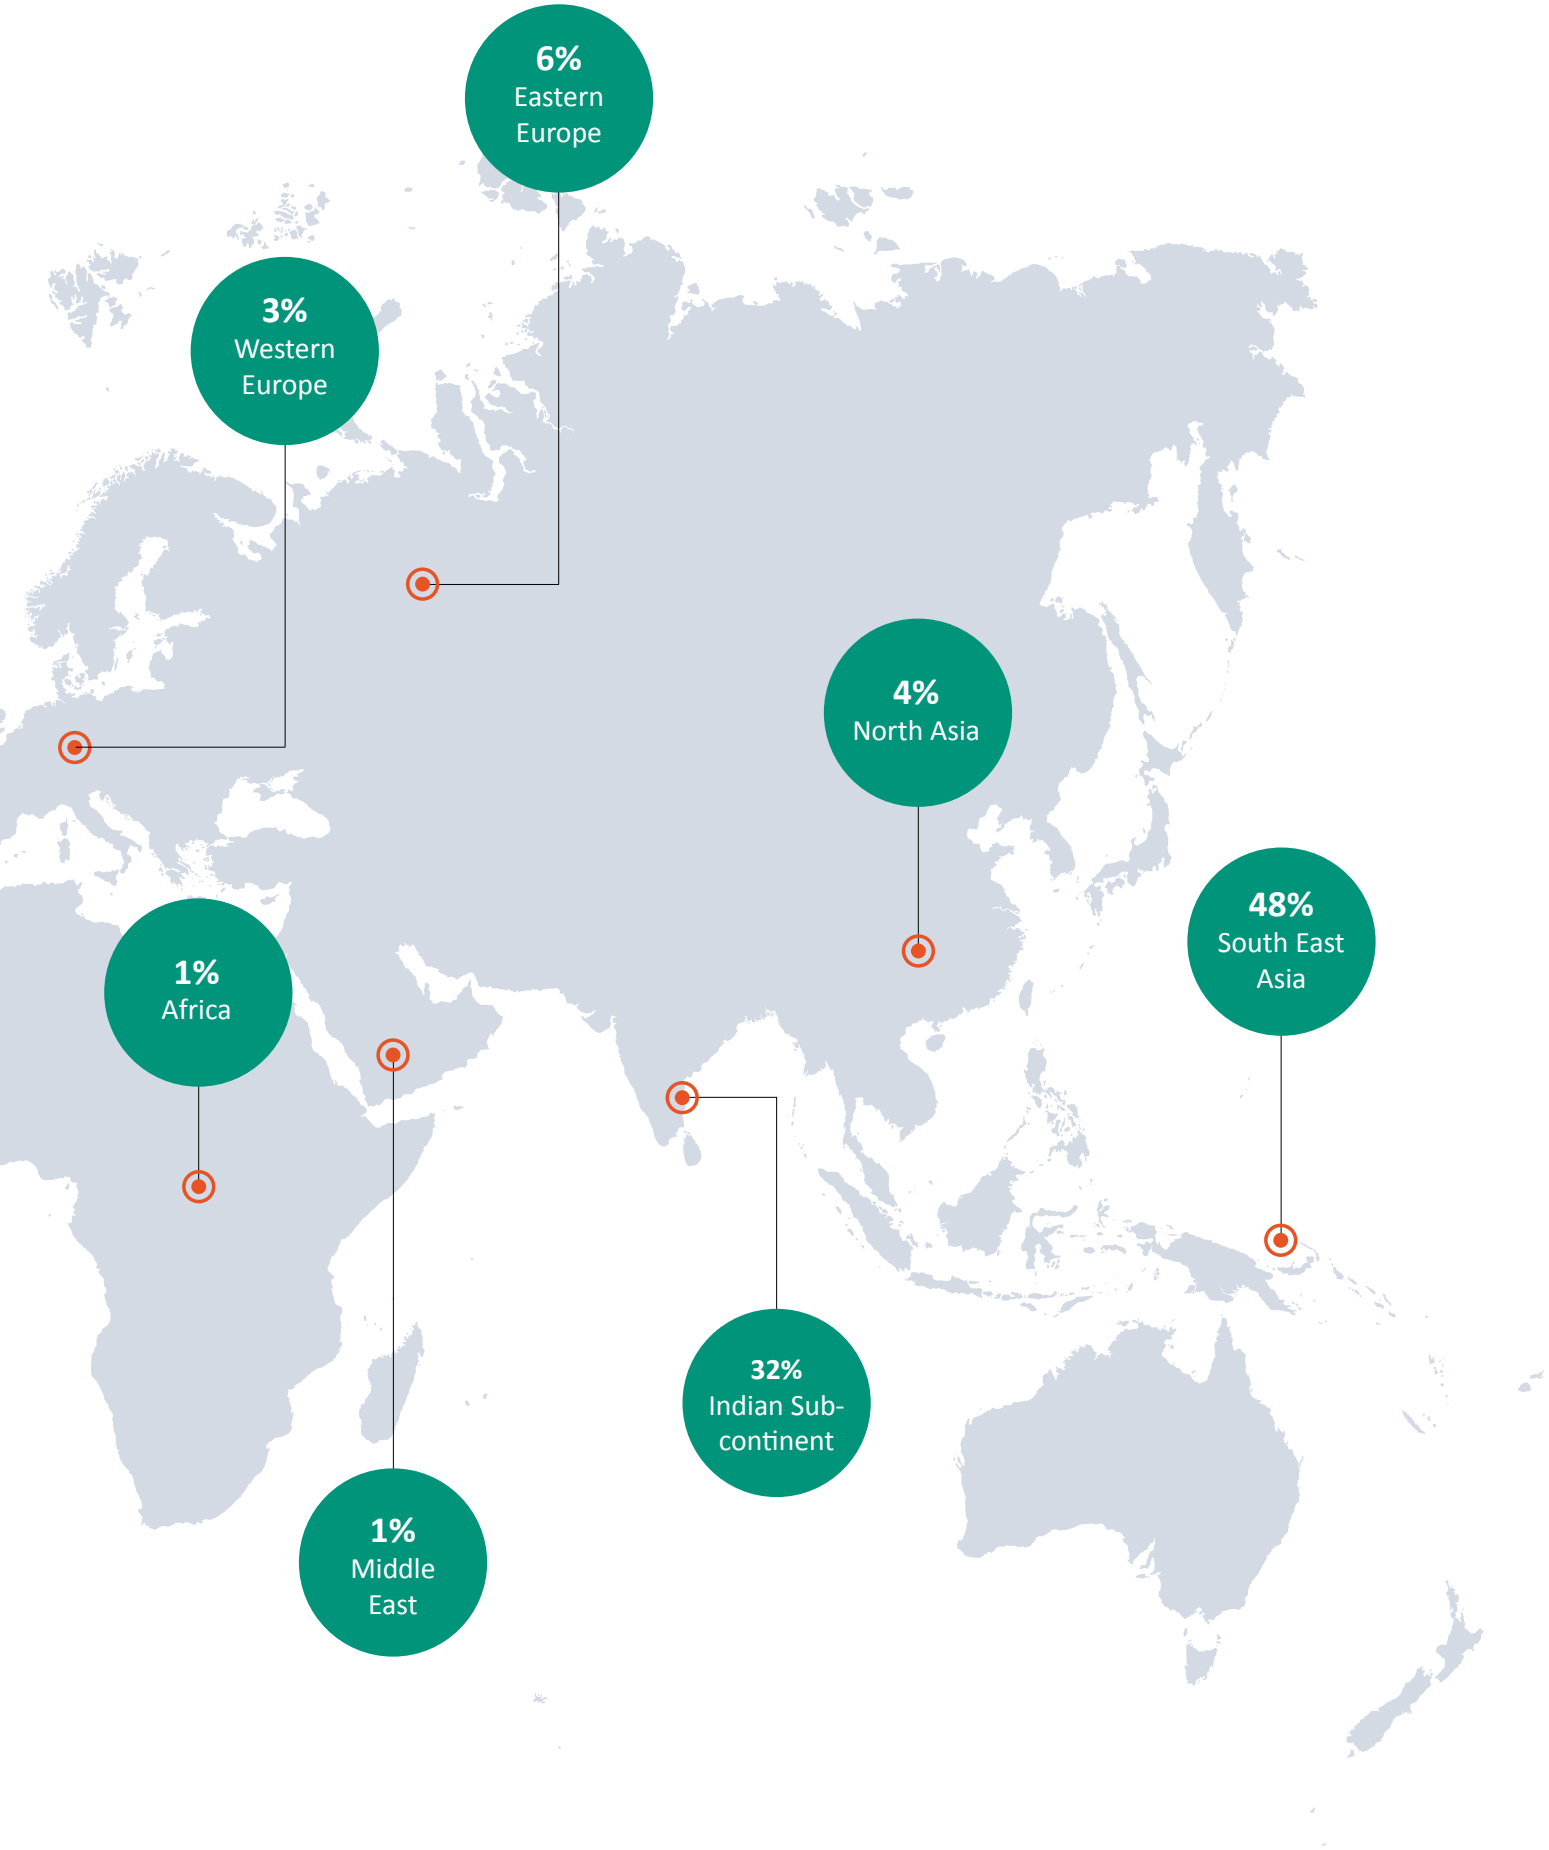 6%
Eastern
Europe
3%
Western
Europe
4%
North Asia
48%
South East
Asia
1%
Africa
32%
Indian Sub-
continent
1%
Middle
East